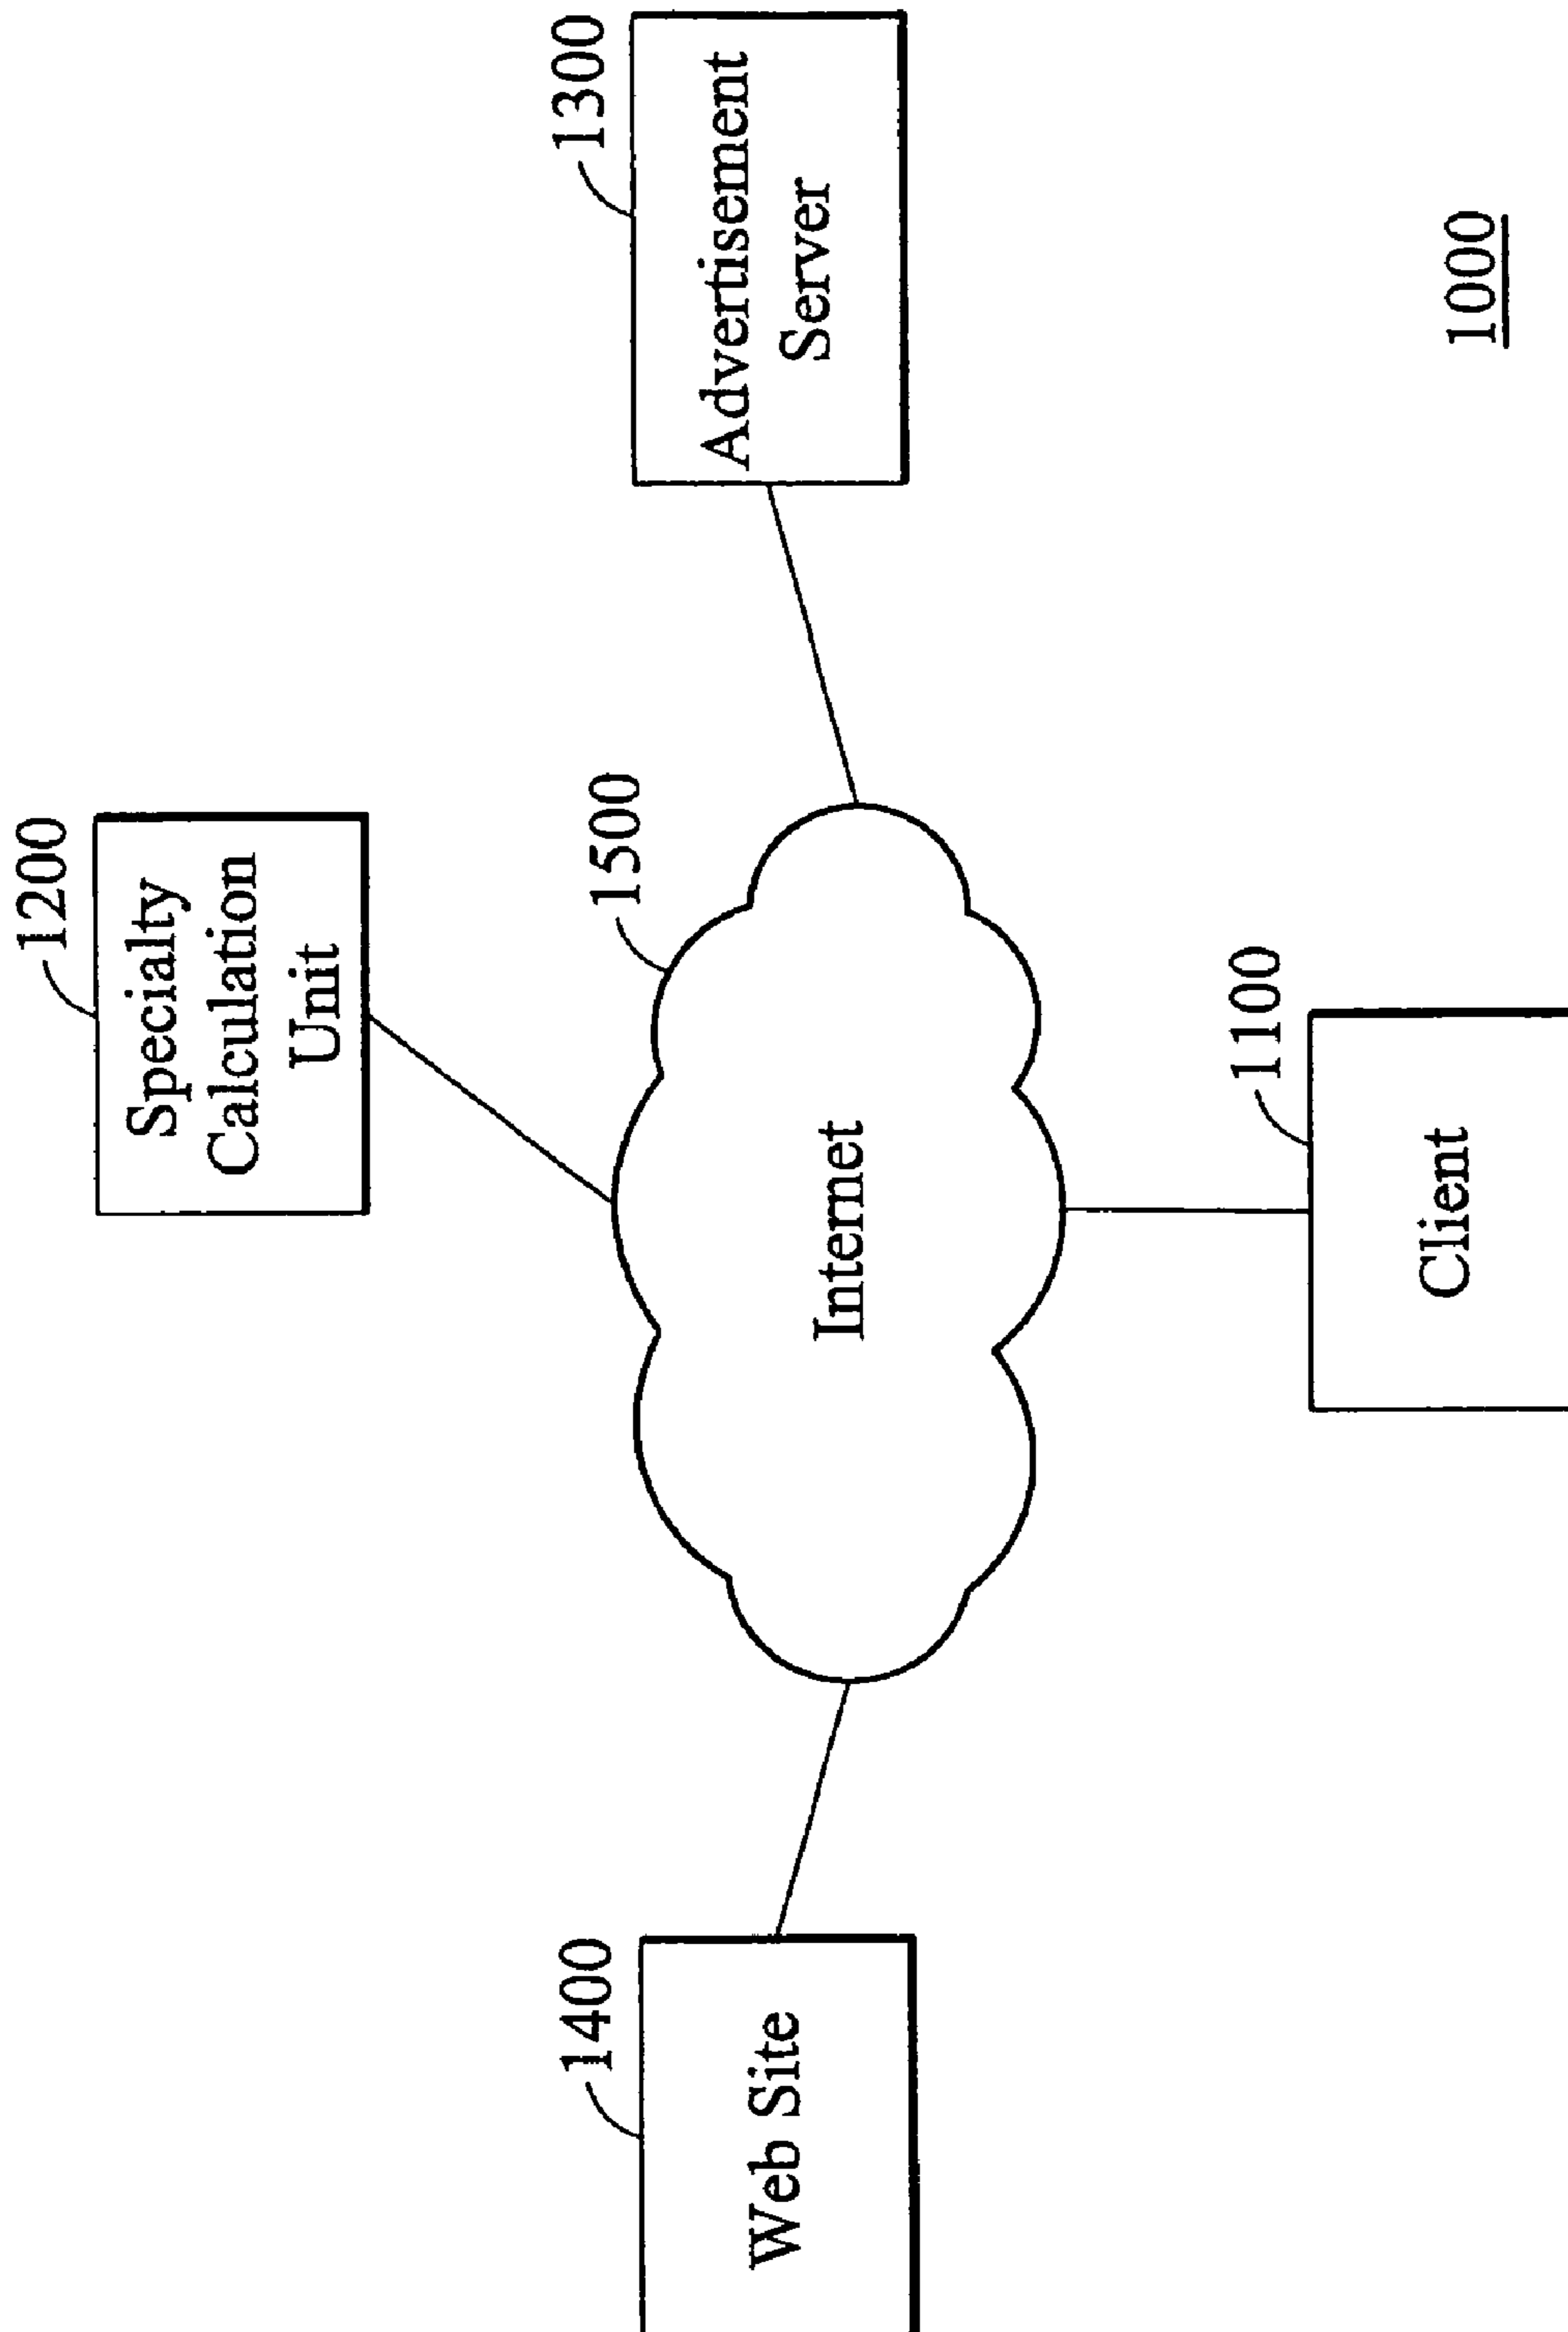 1200
Specialty
Calculation
Unit
1400
Web Site
1500
Internet
1300
Advertisement
Server
1100
Client
1000